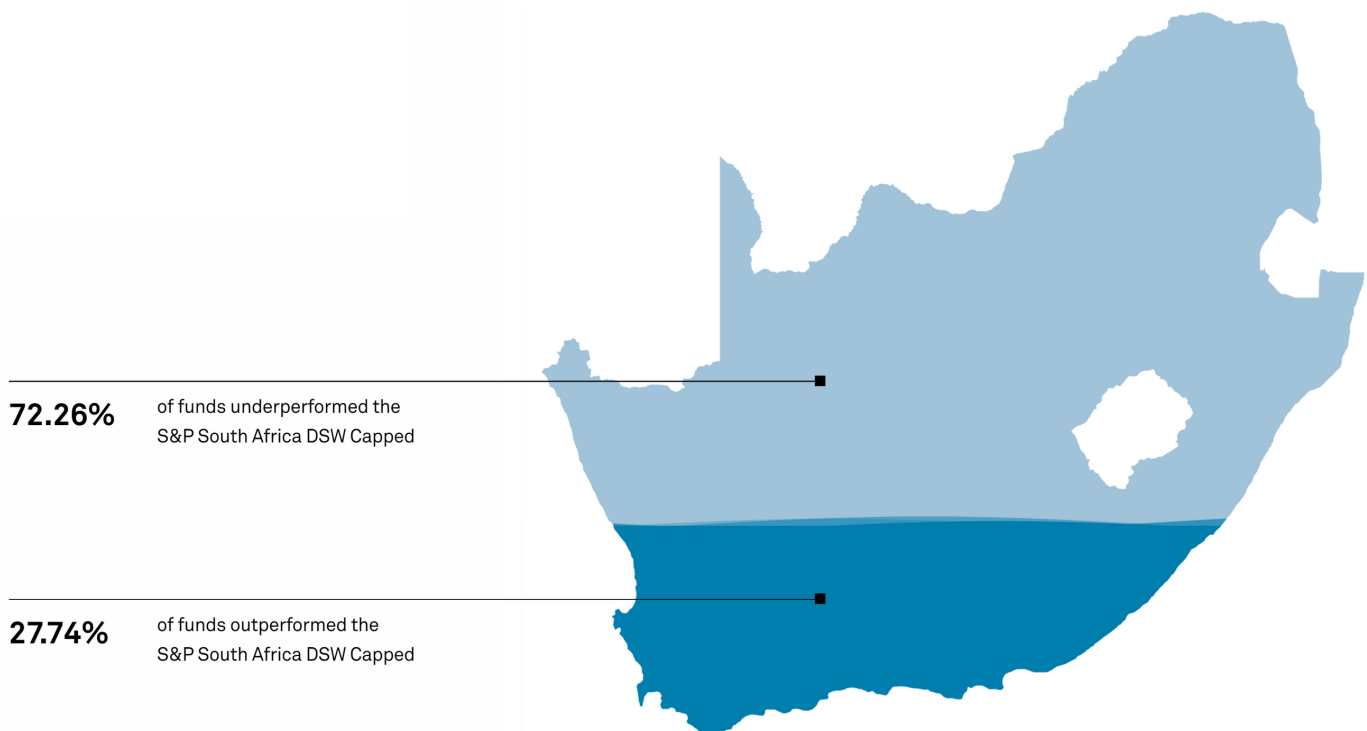 72.26%
of funds underperformed the
S&P South Africa DSW Capped
27.74%
of funds outperformed the
S&P South Africa DSW Capped